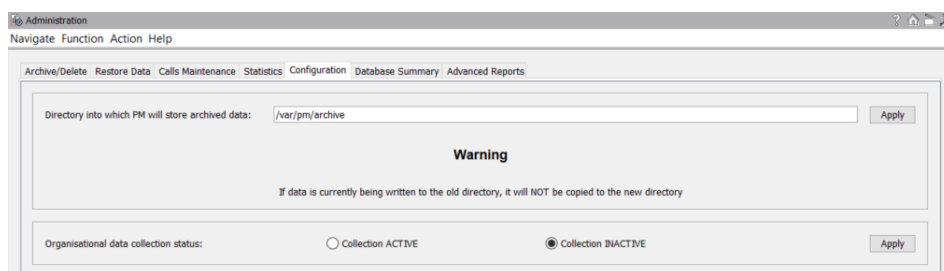 Administration
Navigate Function Action Help
Archive/Delete Restore Data Calls Maintenance Statistics Configuration Database Summary Advanced Reports
Directory into which PM will store archived data: /var/pm/archive Apply
Warning
If data is currently being written to the old directory, it will NOT be copied to the new directory
Organisational data collection status: Collection ACTIVE Collection INACTIVE Apply